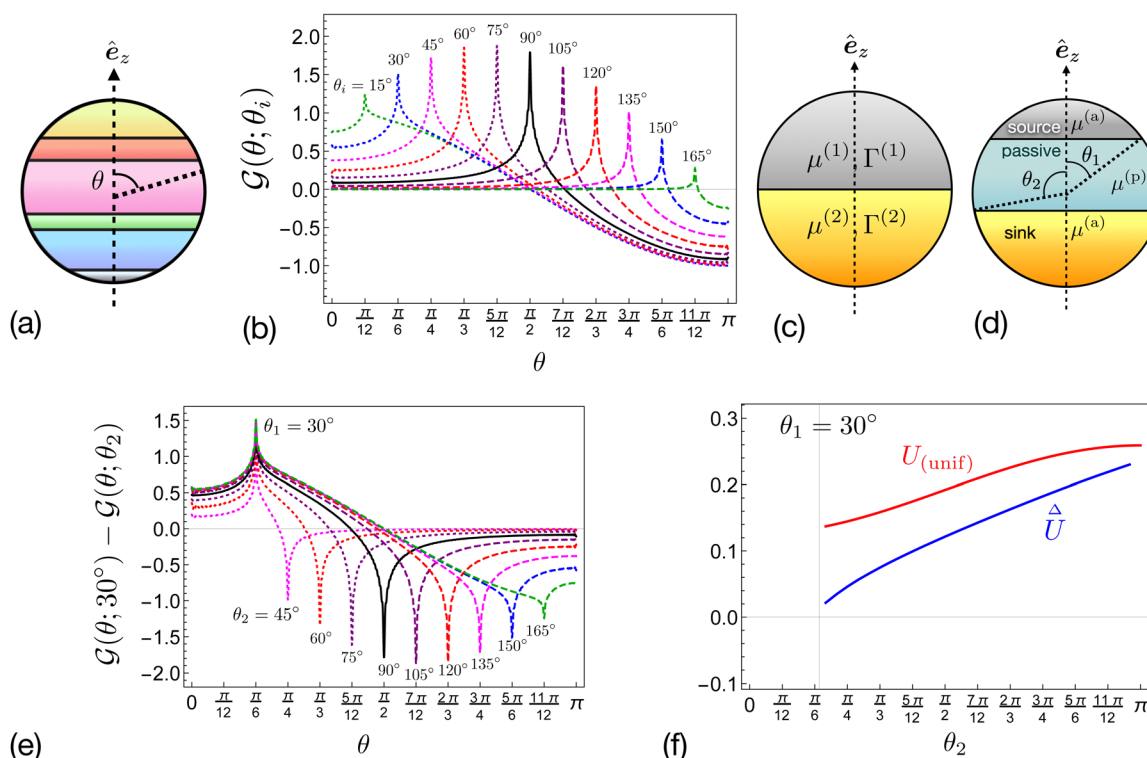 ê_z
θ
(a)
G(θ; θ_i)
2.0
1.5
1.0
0.5
0.0
−0.5
−1.0
θ_i = 15°
30°
45°
60°
75°
90°
105°
120°
135°
150°
165°
0 π/12 π/6 π/4 π/3 5π/12 π/2 7π/12 2π/3 3π/4 5π/6 11π/12 π
θ
(b)
ê_z
μ^(1) Γ^(1)
μ^(2) Γ^(2)
(c)
ê_z
source μ^(a)
passive θ_1
θ_2 μ^(p)
sink μ^(a)
(d)
G(θ; 30°) − G(θ; θ_2)
1.5
1.0
0.5
0.0
−0.5
−1.0
−1.5
−2.0
θ_1 = 30°
θ_2 = 45°
60°
75°
90°
105°
120°
135°
150°
165°
0 π/12 π/6 π/4 π/3 5π/12 π/2 7π/12 2π/3 3π/4 5π/6 11π/12 π
θ
(e)
0.3
0.2
0.1
0.0
−0.1
θ_1 = 30°
U_(unif)
Û^Δ
0 π/12 π/6 π/4 π/3 5π/12 π/2 7π/12 2π/3 3π/4 5π/6 11π/12 π
θ_2
(f)